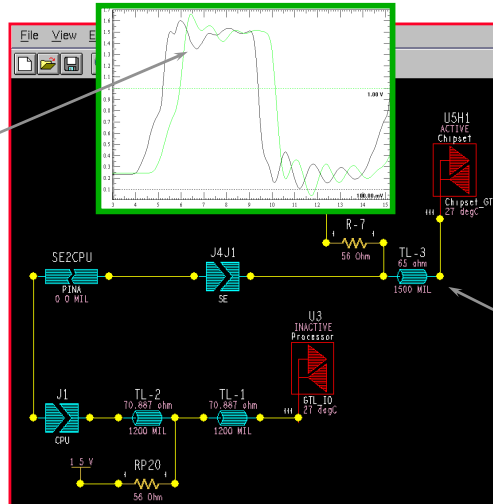 File View E
1.7
1.6
1.5
1.4
1.3
1.2
1.1
1.0
0.9
0.8
0.7
0.6
0.5
0.4
0.3
0.2
0.1
1.00 V
100.00 mV
4 5 6 7 8 9 10 11 12 13 14 15
U5H1
ACTIVE
Chipset
Chipset_GT
27 degC
R-7
56 Ohm
TL-3
65 ohm
1500 MIL
SE2CPU
PINA
0 0 MIL
J4J1
SE
U3
INACTIVE
Processor
GTL_IO
27 degC
J1
CPU
TL-2
70.887 ohm
1200 MIL
TL-1
70.887 ohm
1200 MIL
1 5 V
RP20
56 Ohm